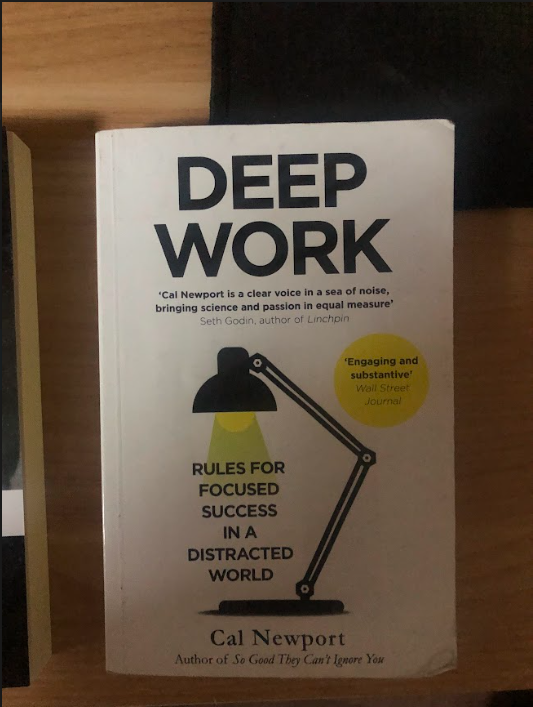 DEEP
WORK
‘Cal Newport is a clear voice in a sea of noise,
bringing science and passion in equal measure’
Seth Godin, author of Linchpin
‘Engaging and
substantive’
Wall Street
Journal
RULES FOR
FOCUSED
SUCCESS
IN A
DISTRACTED
WORLD
Cal Newport
Author of So Good They Can't Ignore You